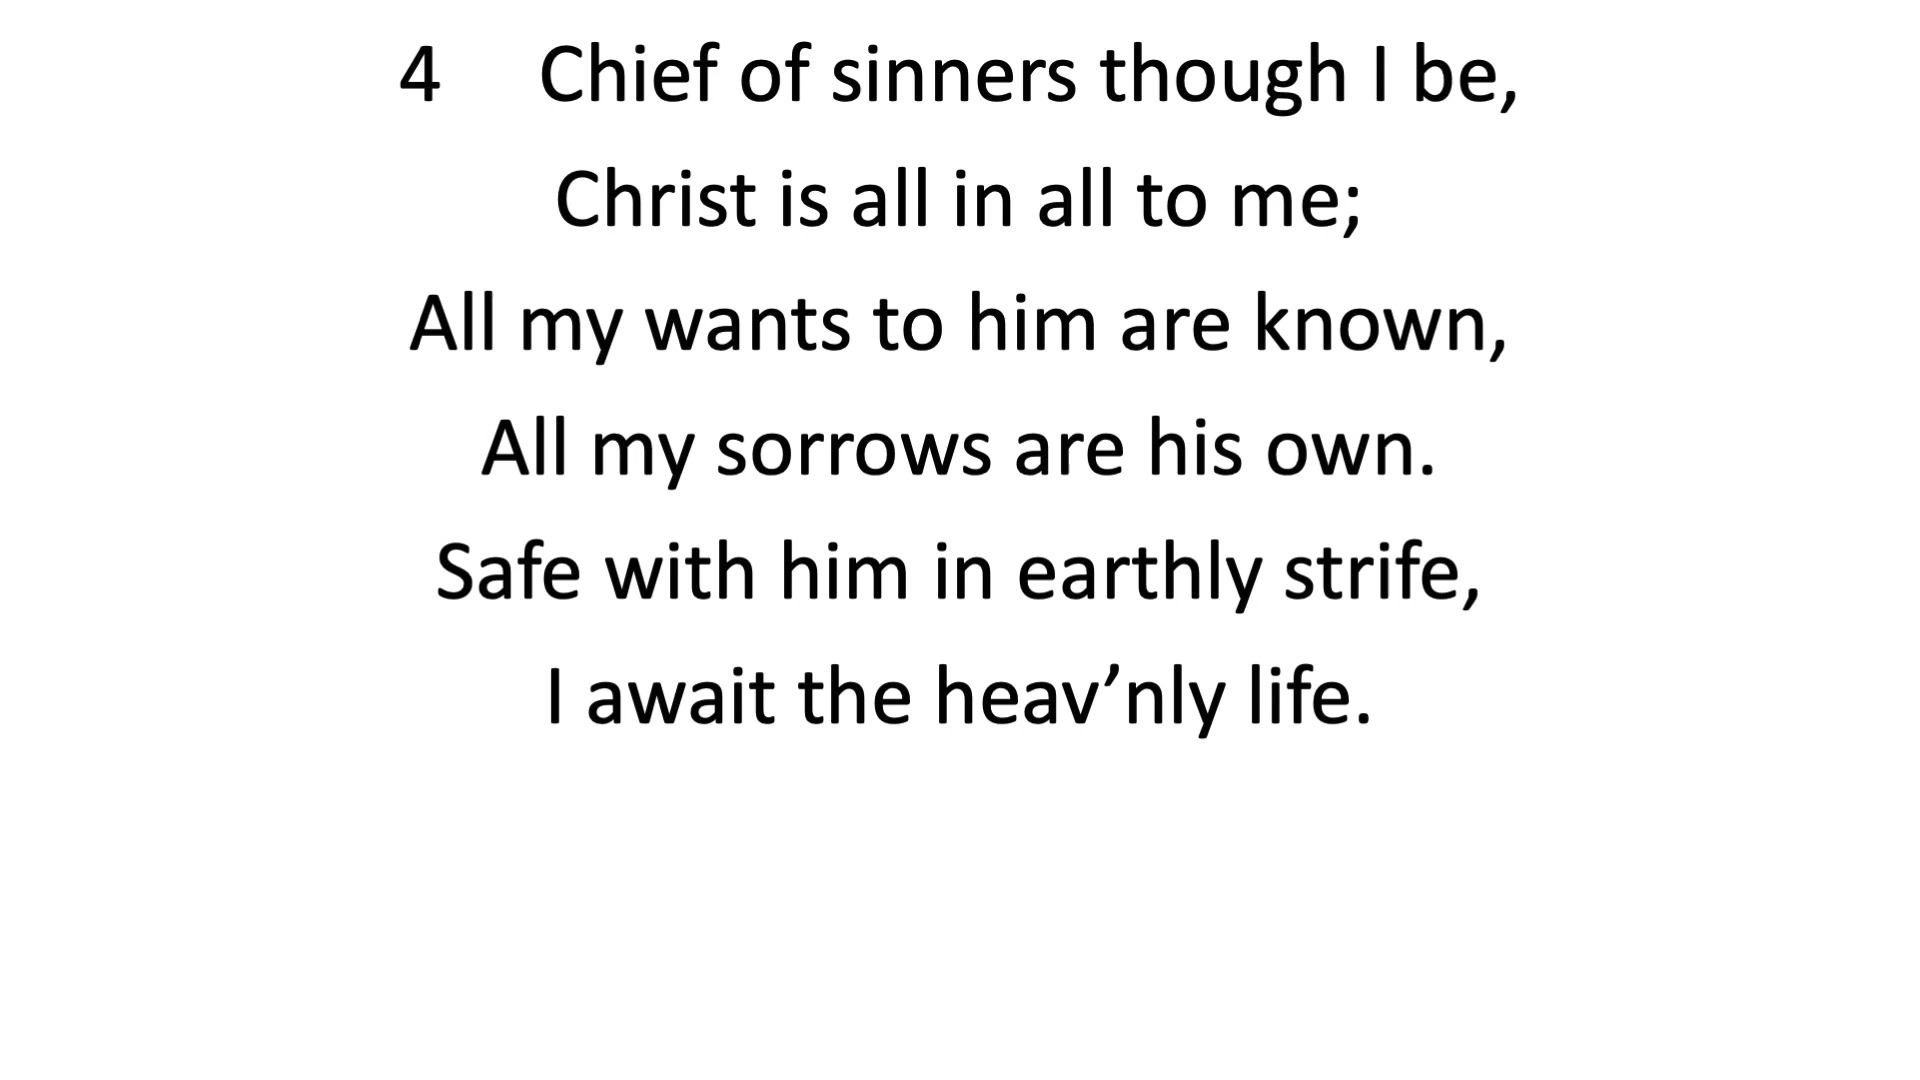 4 Chief of sinners though I be,
Christ is all in all to me;
All my wants to him are known,
All my sorrows are his own.
Safe with him in earthly strife,
I await the heav’nly life.